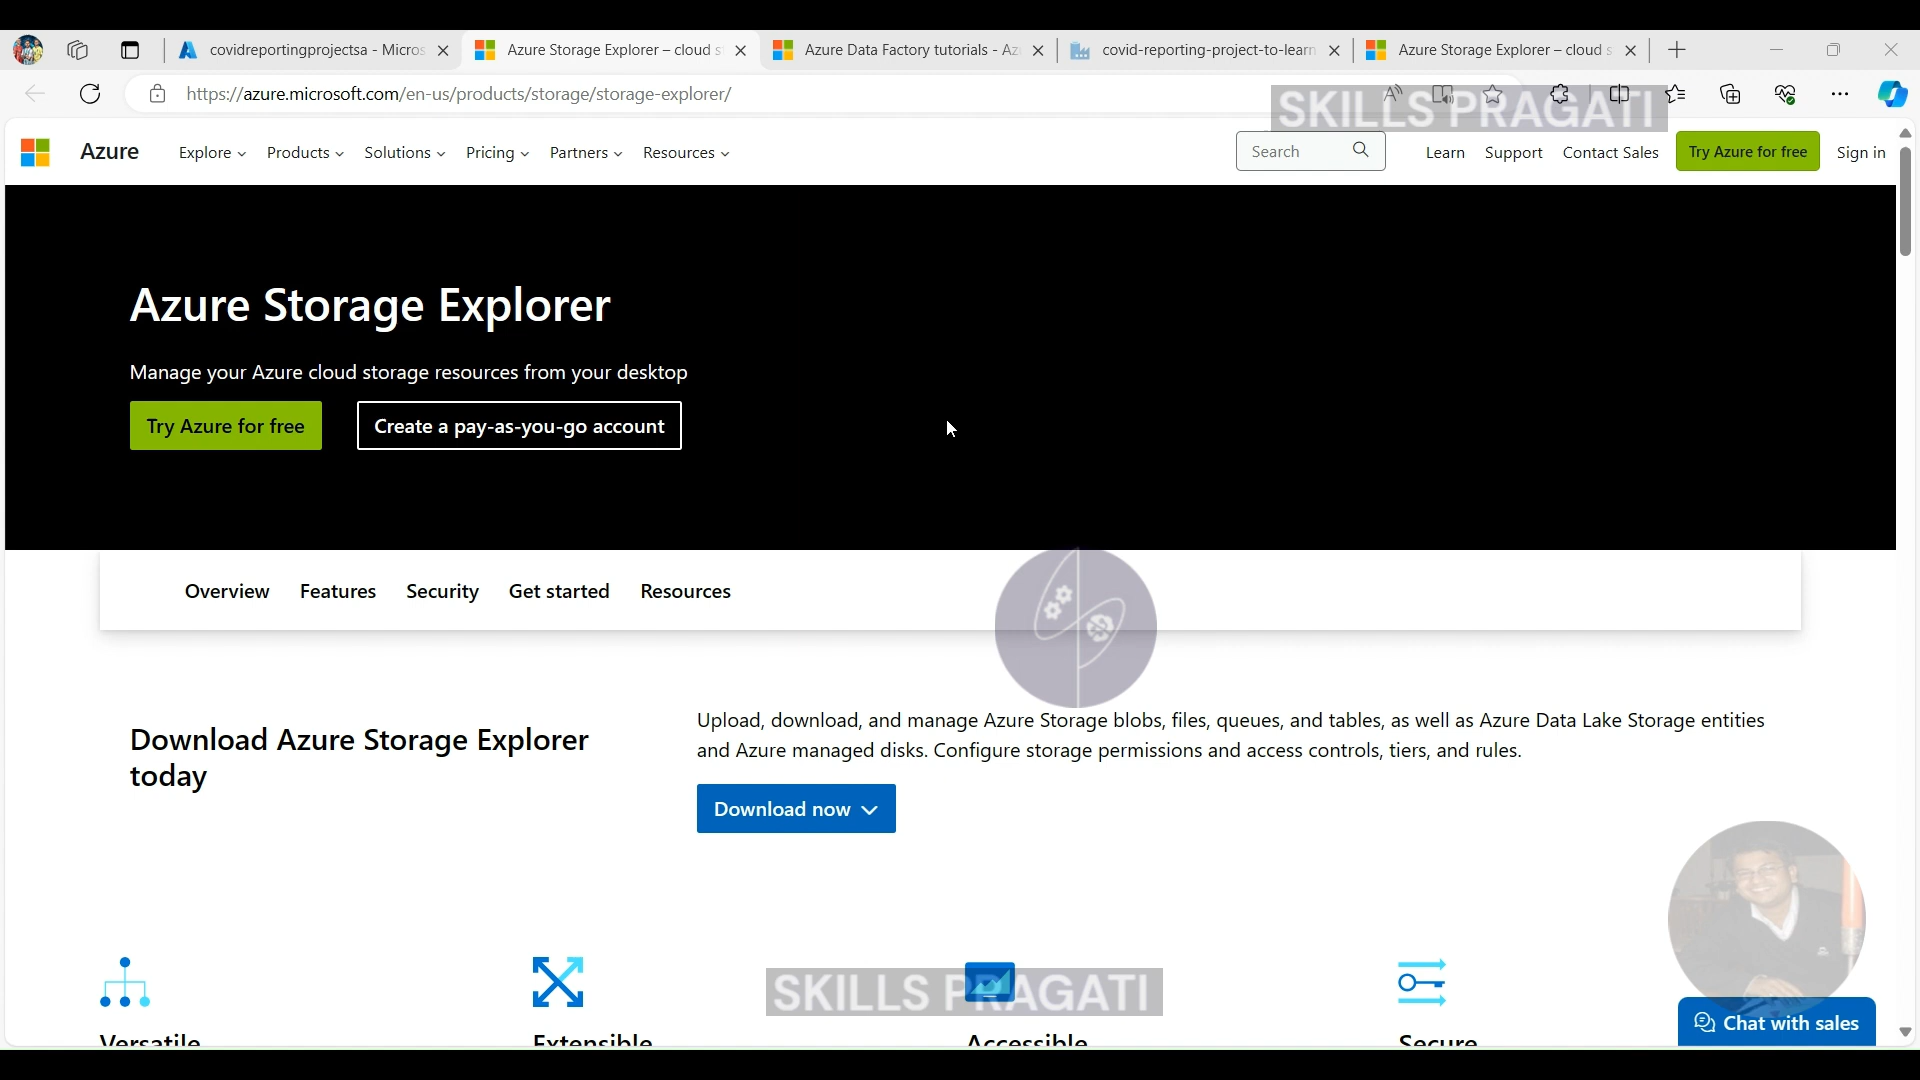 covidreportingprojectsa - Micros
Azure Storage Explorer – cloud s
Azure Data Factory tutorials - Az
covid-reporting-project-to-learn
Azure Storage Explorer – cloud s
https://azure.microsoft.com/en-us/products/storage/storage-explorer/
SKILLS PRAGATI
Azure
Explore
Products
Solutions
Pricing
Partners
Resources
Search
Learn
Support
Contact Sales
Try Azure for free
Sign in
Azure Storage Explorer
Manage your Azure cloud storage resources from your desktop
Try Azure for free
Create a pay-as-you-go account
Overview
Features
Security
Get started
Resources
Download Azure Storage Explorer
today
Upload, download, and manage Azure Storage blobs, files, queues, and tables, as well as Azure Data Lake Storage entities
and Azure managed disks. Configure storage permissions and access controls, tiers, and rules.
Download now
SKILLS PRAGATI
Chat with sales
Versatile
Extensible
Accessible
Secure